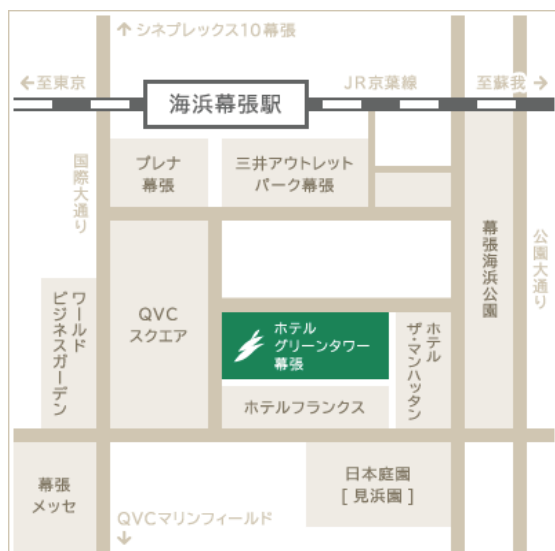 ↑シネプレックス10幕張
←至東京
JR京葉線
至蘇我→
海浜幕張駅
国際大通り
プレナ
幕張
三井アウトレット
パーク幕張
幕張海浜公園
公園大通り
ワールド
ビジネスガーデン
QVC
スクエア
ホテル
グリーンタワー
幕張
ホテル
ザ・マンハッタン
ホテルフランクス
幕張
メッセ
日本庭園
[見浜園]
QVCマリンフィールド
↓